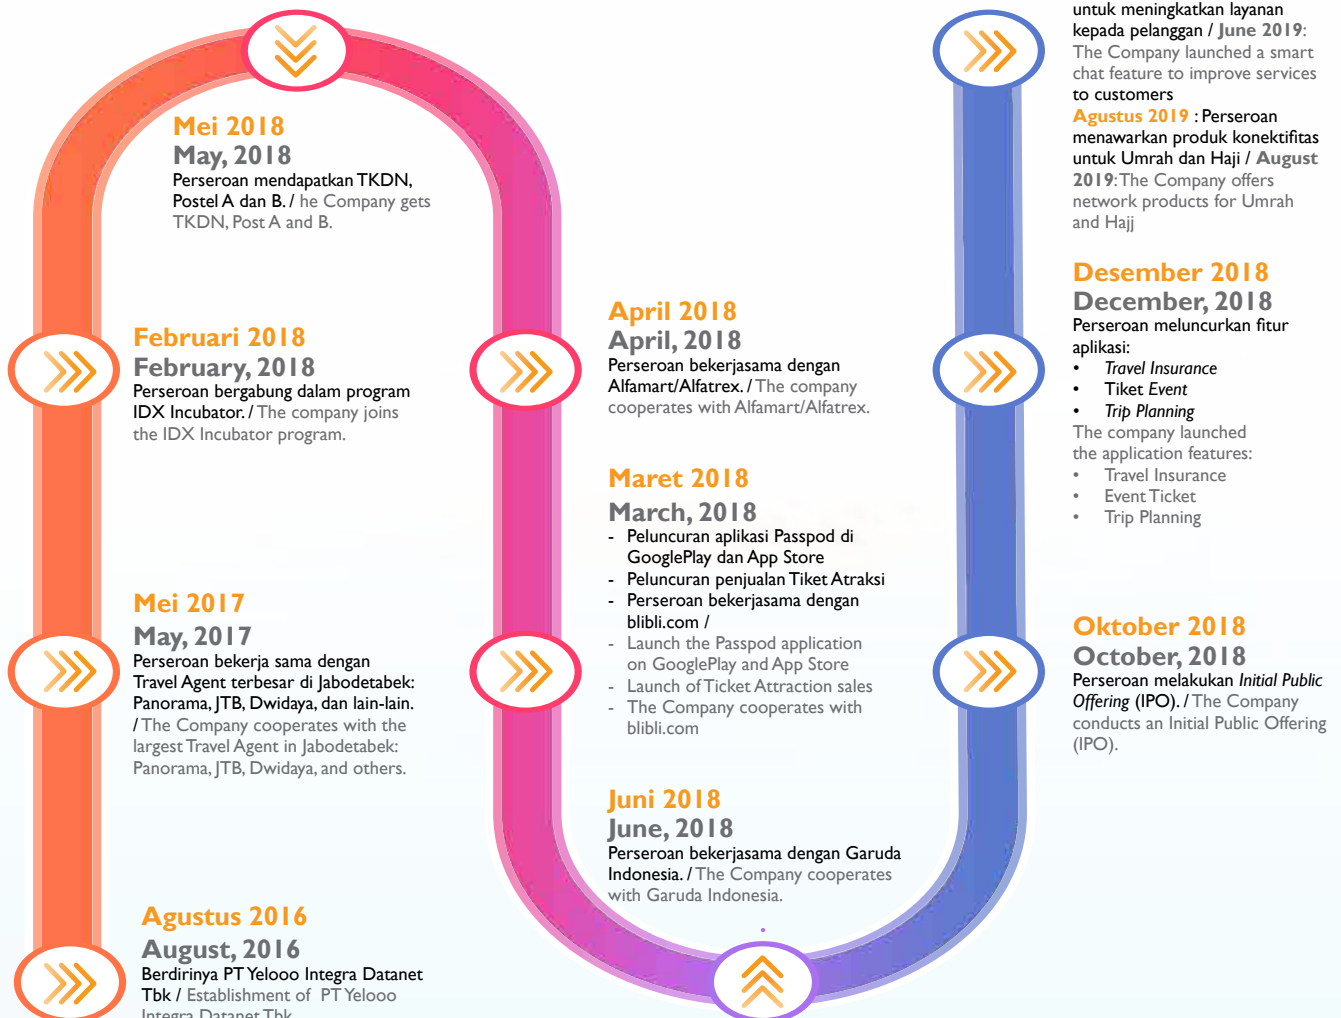 Mei 2018
May, 2018
Perseroan mendapatkan TKDN,
Postel A dan B. / he Company gets
TKDN, Post A and B.
Februari 2018
February, 2018
Perseroan bergabung dalam program
IDX Incubator. / The company joins
the IDX Incubator program.
Mei 2017
May, 2017
Perseroan bekerja sama dengan
Travel Agent terbesar di Jabodetabek:
Panorama, JTB, Dwidaya, dan lain-lain.
/ The Company cooperates with the
largest Travel Agent in Jabodetabek:
Panorama, JTB, Dwidaya, and others.
Agustus 2016
August, 2016
Berdirinya PT Yelooo Integra Datanet
Tbk / Establishment of PT Yelooo
Integra Datanet Tbk
April 2018
April, 2018
Perseroan bekerjasama dengan
Alfamart/Alfatrex. / The company
cooperates with Alfamart/Alfatrex.
Maret 2018
March, 2018
- Peluncuran aplikasi Passpod di
GooglePlay dan App Store
- Peluncuran penjualan Tiket Atraksi
- Perseroan bekerjasama dengan
blibli.com /
- Launch the Passpod application
on GooglePlay and App Store
- Launch of Ticket Attraction sales
- The Company cooperates with
blibli.com
Juni 2018
June, 2018
Perseroan bekerjasama dengan Garuda
Indonesia. / The Company cooperates
with Garuda Indonesia.
untuk meningkatkan layanan
kepada pelanggan / June 2019:
The Company launched a smart
chat feature to improve services
to customers
Agustus 2019 : Perseroan
menawarkan produk konektifitas
untuk Umrah dan Haji / August
2019: The Company offers
network products for Umrah
and Hajj
Desember 2018
December, 2018
Perseroan meluncurkan fitur
aplikasi:
• Travel Insurance
• Tiket Event
• Trip Planning
The company launched
the application features:
• Travel Insurance
• Event Ticket
• Trip Planning
Oktober 2018
October, 2018
Perseroan melakukan Initial Public
Offering (IPO). / The Company
conducts an Initial Public Offering
(IPO).